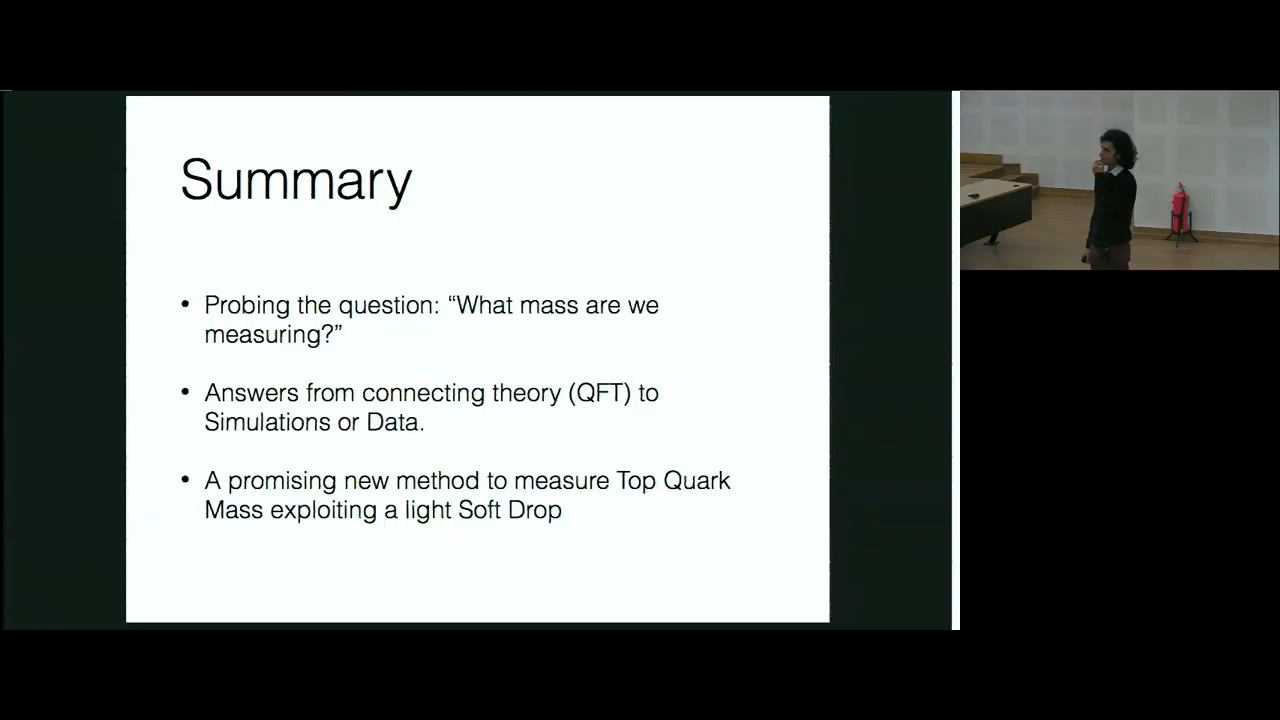 Summary
• Probing the question: “What mass are we
measuring?”
• Answers from connecting theory (QFT) to
Simulations or Data.
• A promising new method to measure Top Quark
Mass exploiting a light Soft Drop